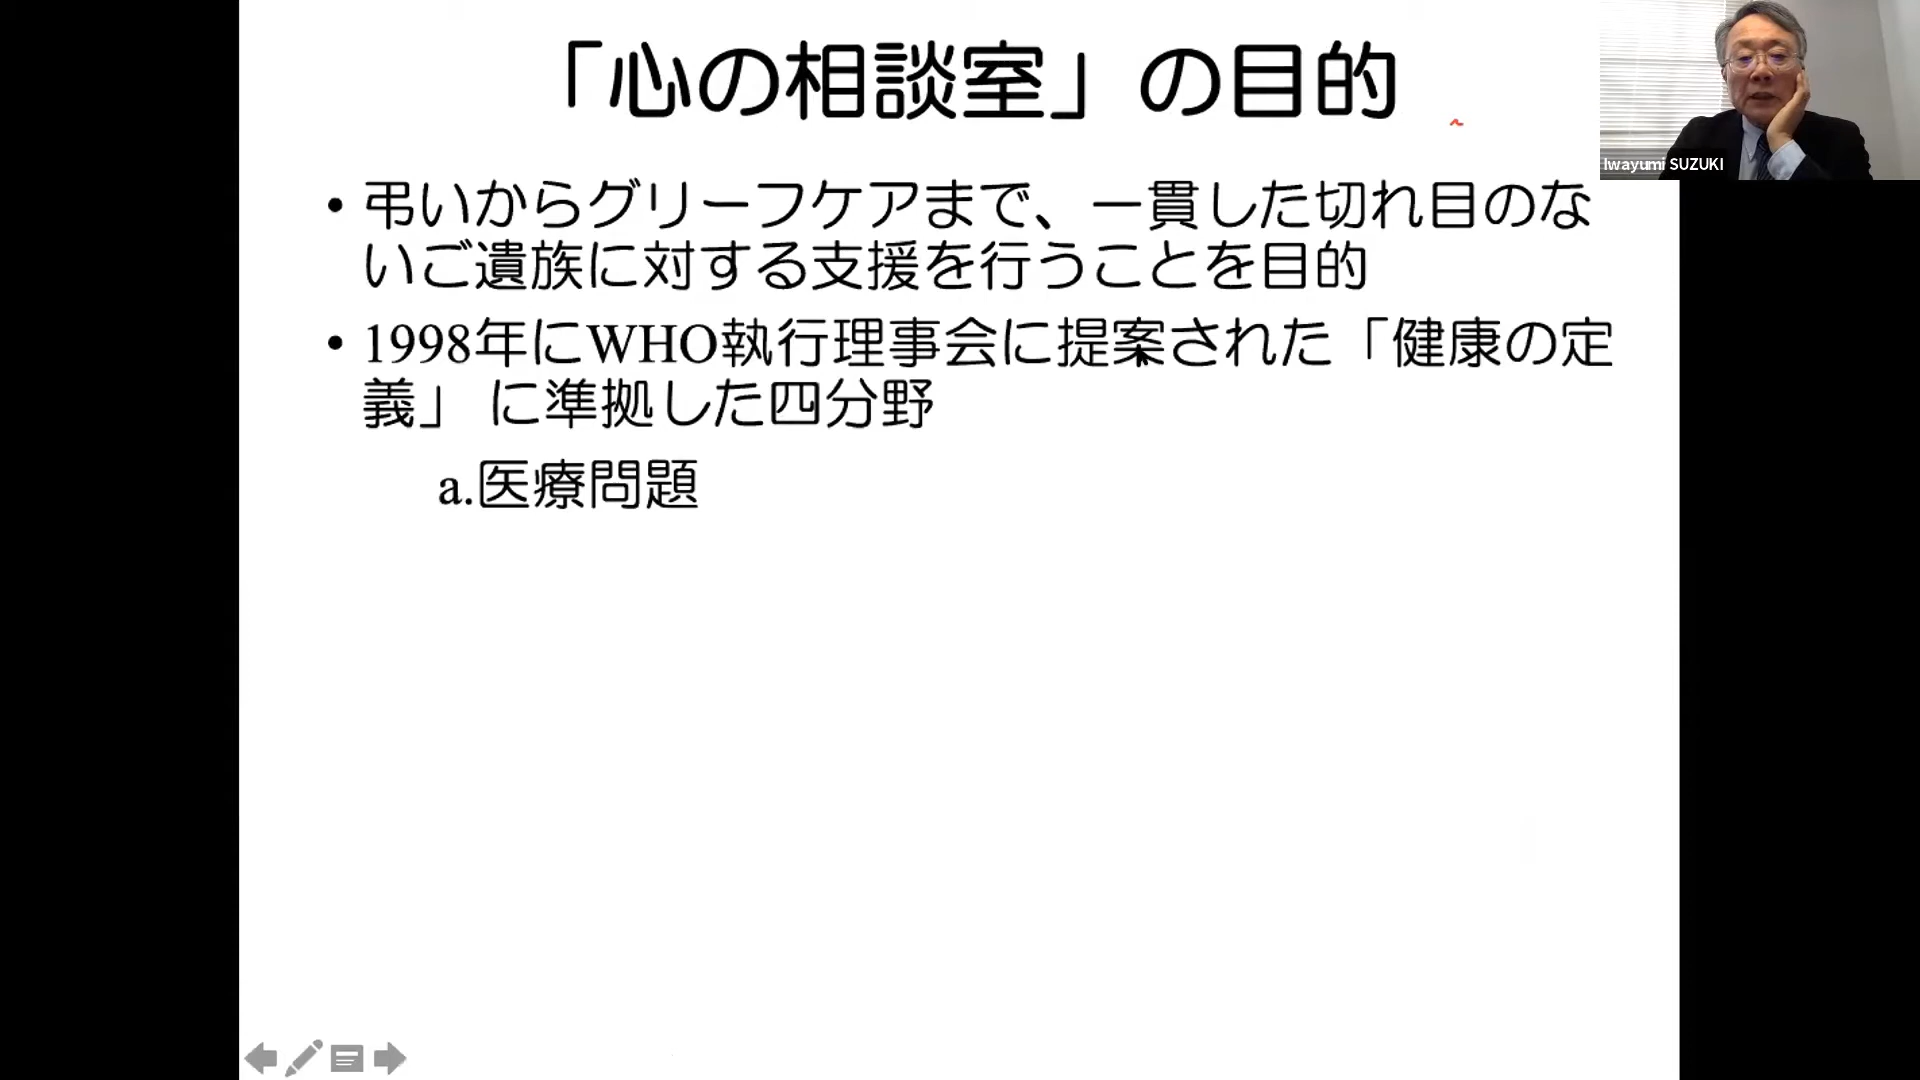 「心の相談室」の目的
Iwayumi SUZUKI
• 弔いからグリーフケアまで、一貫した切れ目のな
いご遺族に対する支援を行うことを目的
• 1998年にWHO執行理事会に提案された「健康の定
義」 に準拠した四分野
a.医療問題